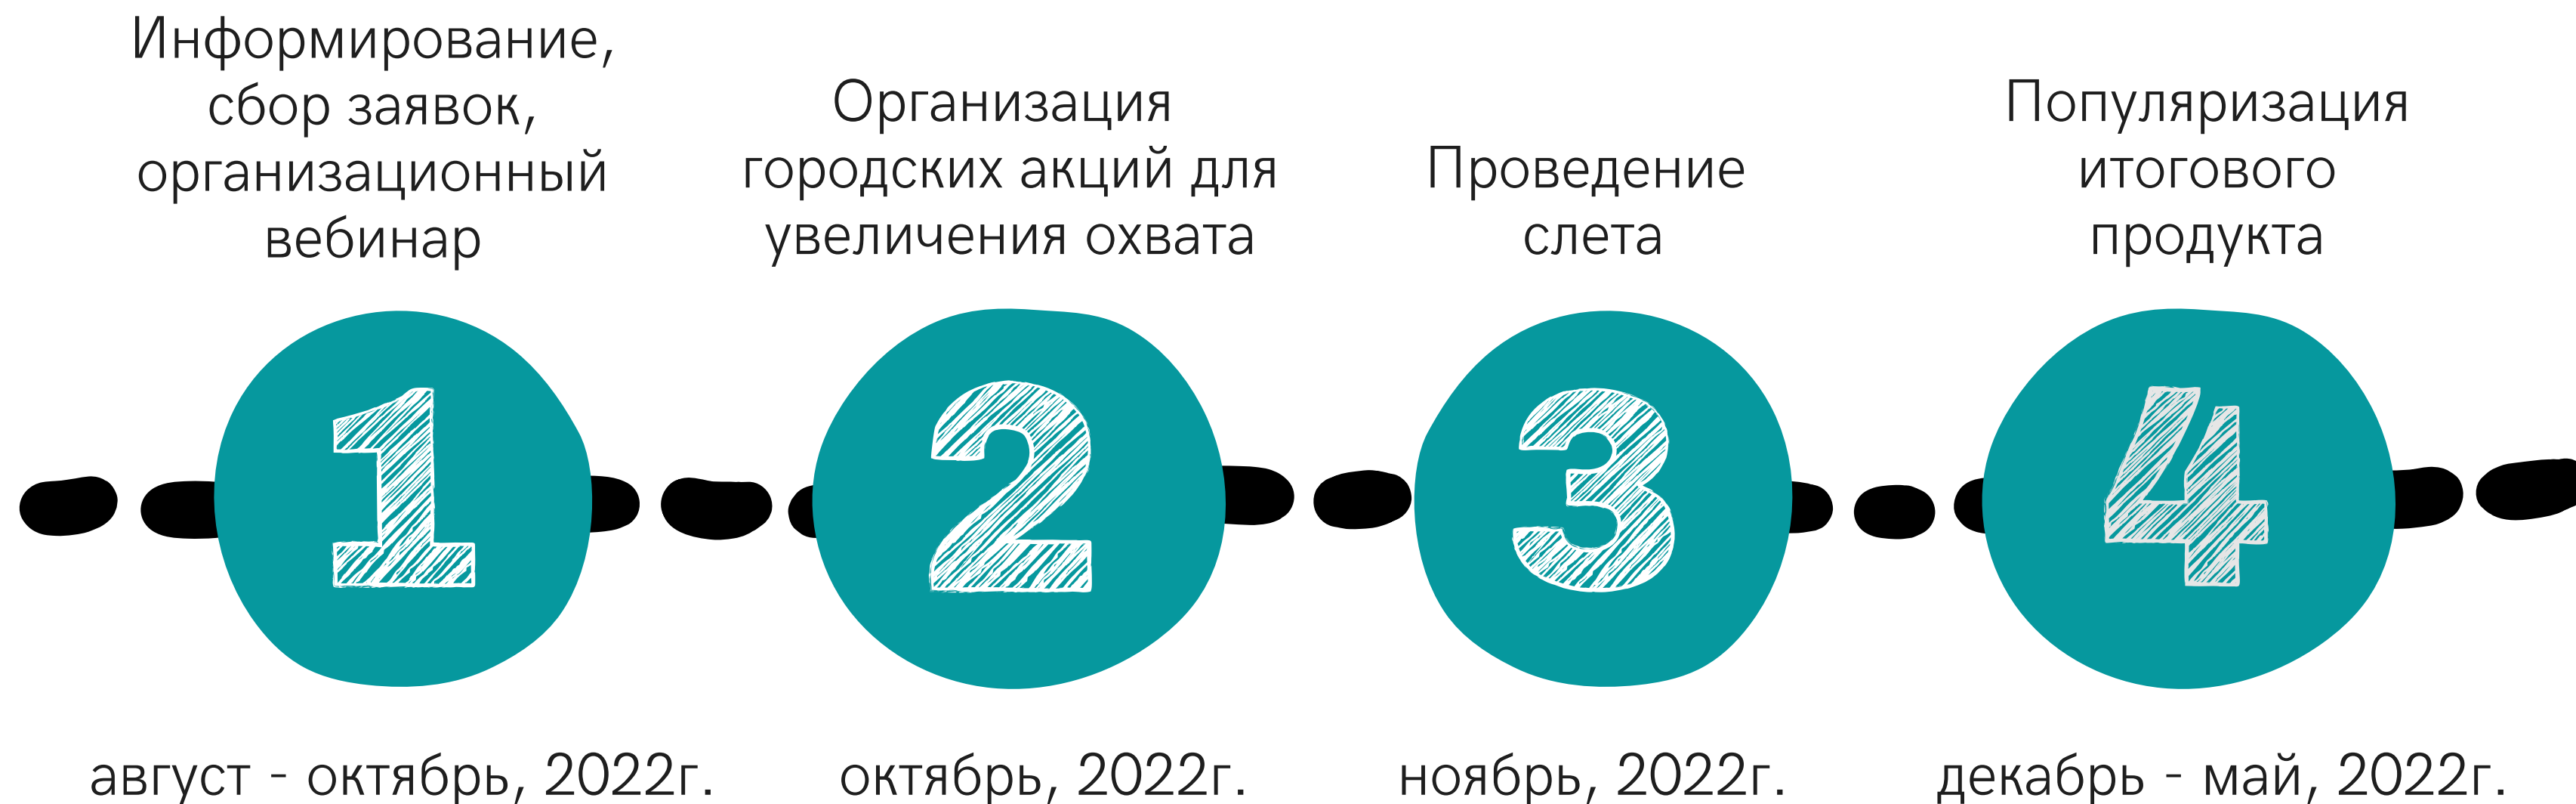 Информирование,
сбор заявок,
организационный
вебинар
Организация
городских акций для
увеличения охвата
Проведение
слета
Популяризация
итогового
продукта
1
2
3
4
август - октябрь, 2022г.
октябрь, 2022г.
ноябрь, 2022г.
декабрь - май, 2022г.